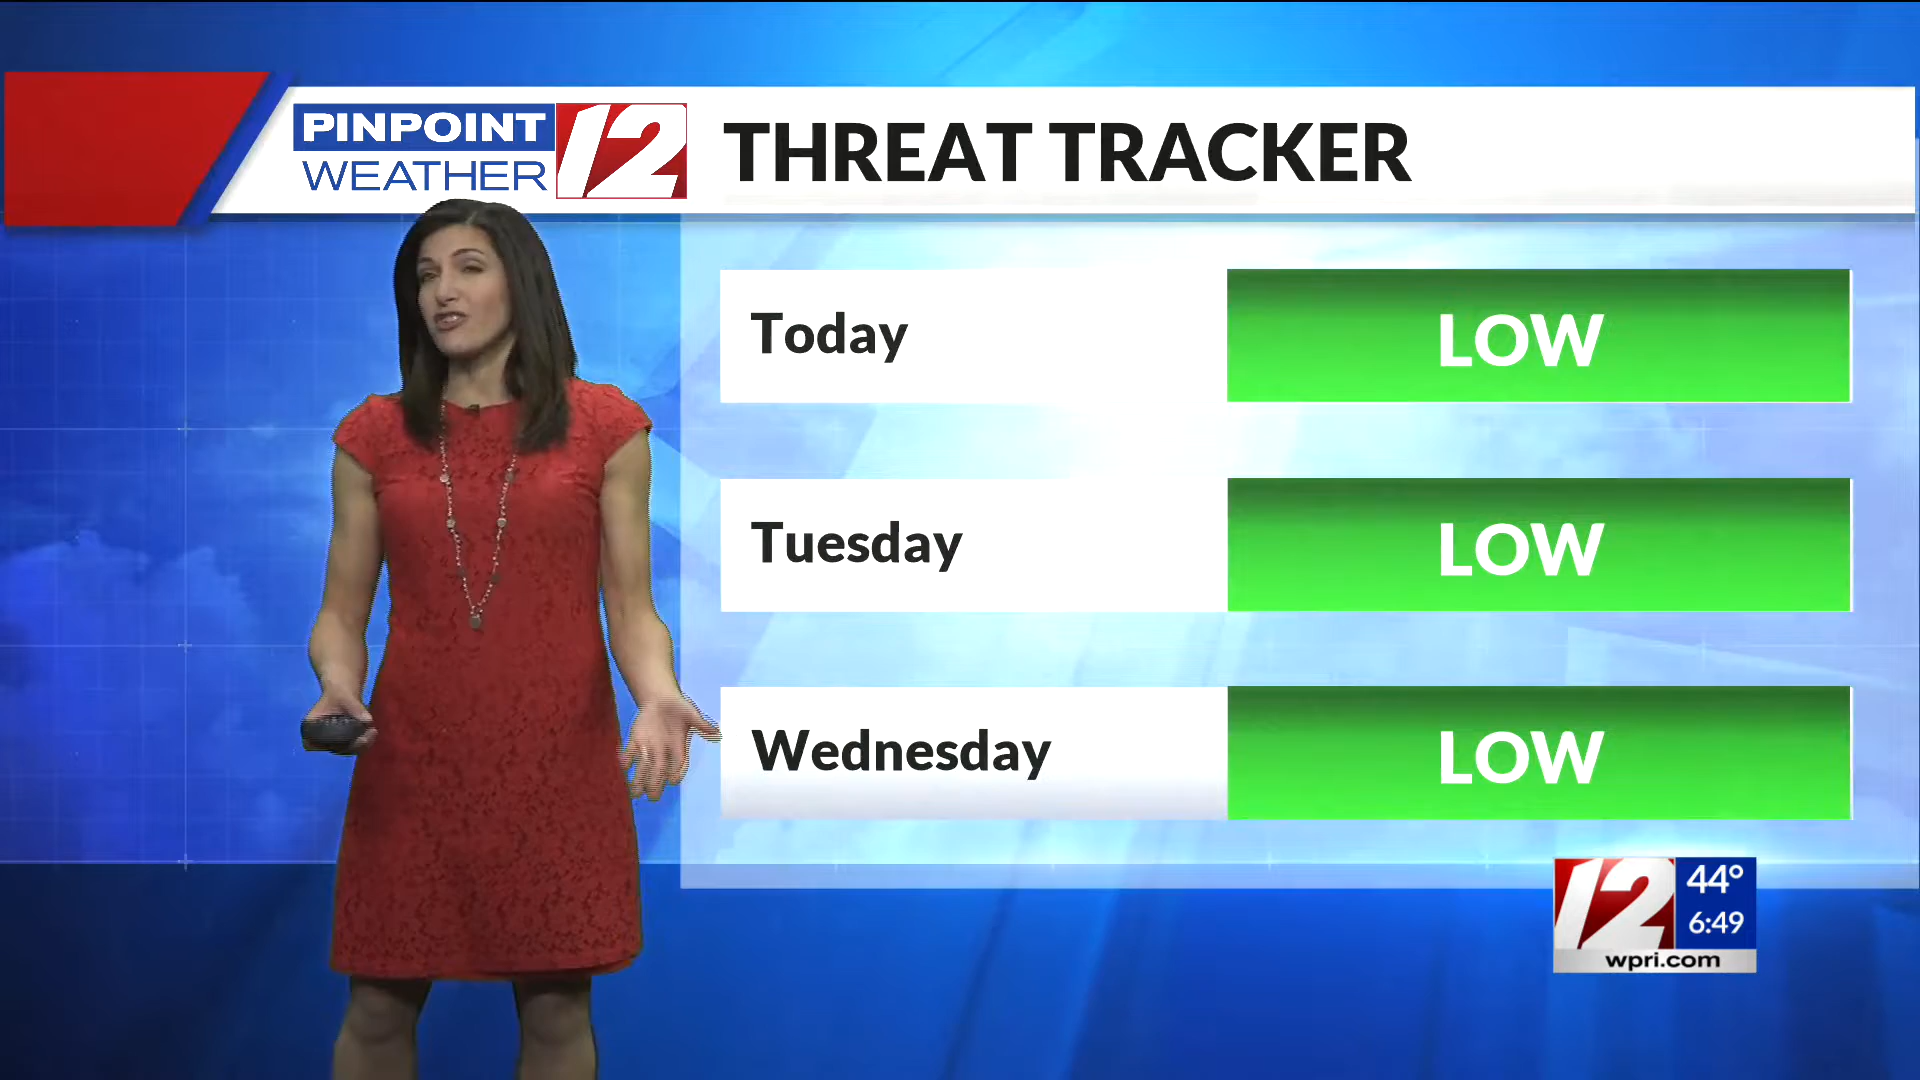 PINPOINT
WEATHER
12
THREAT TRACKER
Today
LOW
Tuesday
LOW
Wednesday
LOW
12
44°
6:49
wpri.com